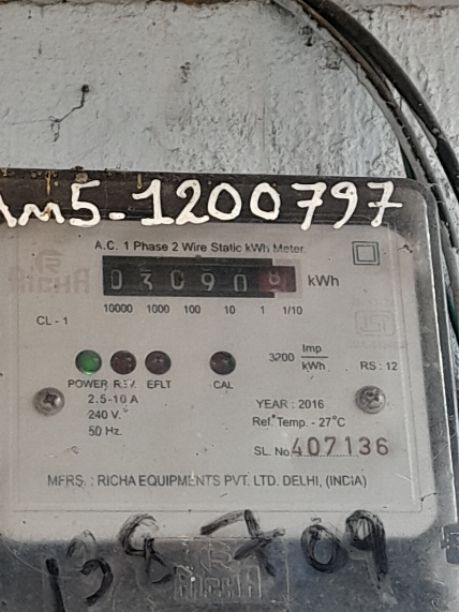 AM5-1200797
A.C. 1 Phase 2 Wire Static kWh Meter
03090 kWh
10000 1000 100 10 1 1/10
CL - 1
3200 Imp/kWh
RS : 12
POWER REV. EFLT CAL
2.5-10 A
240 V.
50 Hz.
YEAR : 2016
Ref. Temp. - 27°C
SL. No. 407136
MFRS. : RICHA EQUIPMENTS PVT. LTD. DELHI, (INDIA)
RICHA